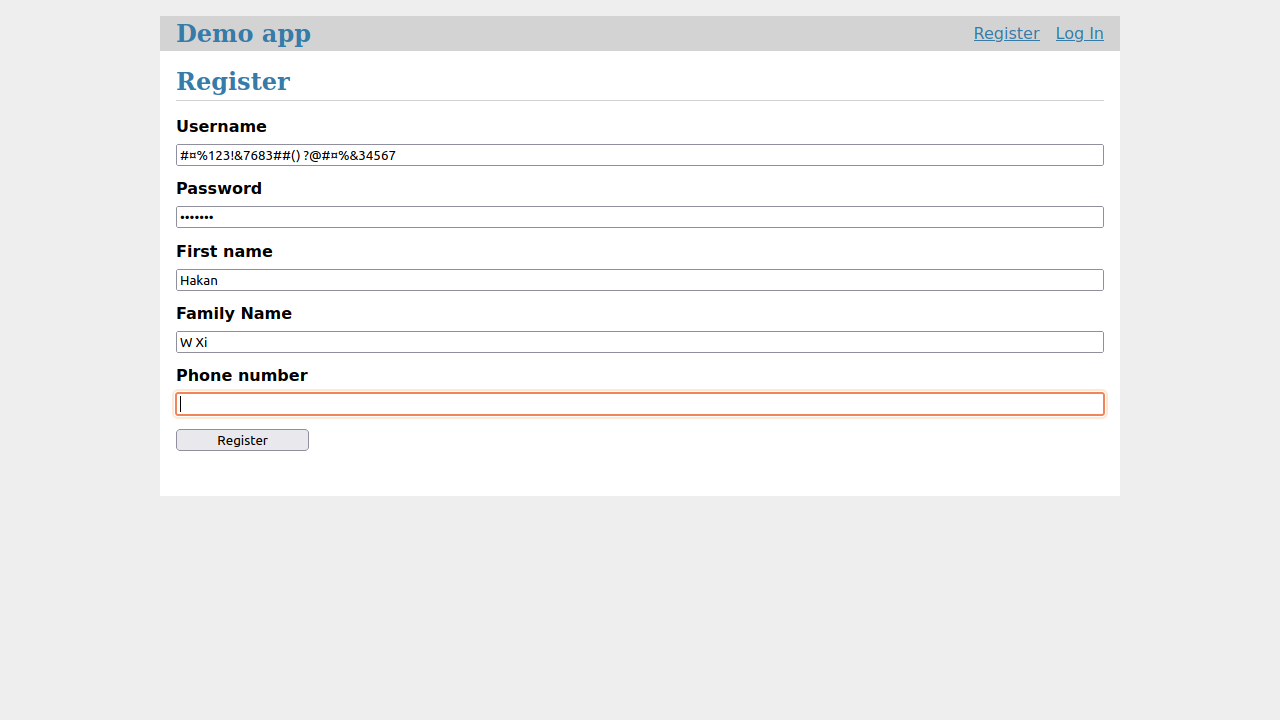 Demo app
Register Log In
Register
Username
#¤%123!&7683##() ?@#¤%&34567
Password
•••••••
First name
Hakan
Family Name
W Xi
Phone number
Register